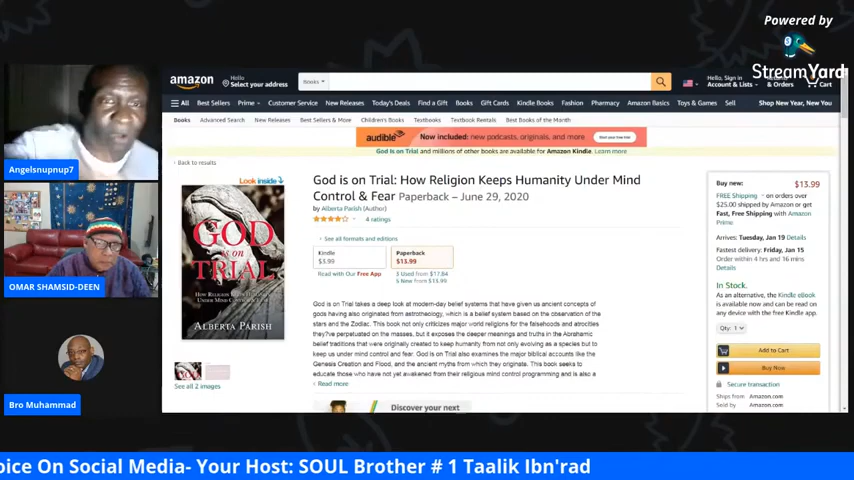 Powered by
StreamYard
amazon
Hello
Select your address
Books
Hello, Sign in
Account & Lists
& Orders
Cart
All
Best Sellers
Prime
Customer Service
New Releases
Today's Deals
Find a Gift
Books
Gift Cards
Kindle Books
Fashion
Pharmacy
Amazon Basics
Toys & Games
Sell
Shop New Year, New You
Books
Advanced Search
New Releases
Best Sellers & More
Children's Books
Textbooks
Textbook Rentals
Best Books of the Month
audible
Now included: new podcasts, originals, and more
God is on Trial and millions of other books are available for Amazon Kindle. Learn more
‹ Back to results
Look inside
GOD
is on
TRIAL
HOW RELIGION KEEPS HUMANITY
UNDER MIND CONTROL & FEAR
ALBERTA PARISH
See all 2 images
God is on Trial: How Religion Keeps Humanity Under Mind
Control & Fear Paperback – June 29, 2020
by Alberta Parish (Author)
4 ratings
› See all formats and editions
Kindle
$3.99
Read with Our Free App
Paperback
$13.99
3 Used from $17.84
5 New from $13.99
God is on Trial takes a deep look at modern-day belief systems that have given us ancient concepts of
gods having also originated from astrotheology, which is a belief system based on the observation of the
stars and the Zodiac. This book not only criticizes major world religions for the falsehoods and atrocities
they've perpetuated on the masses, but it exposes the deeper meanings and truths in the Abrahamic
belief traditions that were originally created to keep humanity from not only evolving as a species but to
keep us under mind control and fear. God is on Trial also examines the major biblical accounts like the
Genesis Creation and Flood, and the ancient myths from which they originate. This book seeks to
educate those who have not yet awakened from their religious mind control programming and is also a
Read more
Discover your next
Buy new:
$13.99
FREE Shipping on orders over
$25.00 shipped by Amazon or get
Fast, Free Shipping with Amazon
Prime
Arrives: Tuesday, Jan 19 Details
Fastest delivery: Friday, Jan 15
Order within 4 hrs and 16 mins
Details
In Stock.
As an alternative, the Kindle eBook
is available now and can be read on
any device with the free Kindle app.
Qty: 1
Add to Cart
Buy Now
Secure transaction
Ships from Amazon.com
Sold by Amazon.com
Angelsnupnup7
OMAR SHAMSID-DEEN
Bro Muhammad
oice On Social Media- Your Host: SOUL Brother # 1 Taalik Ibn'rad